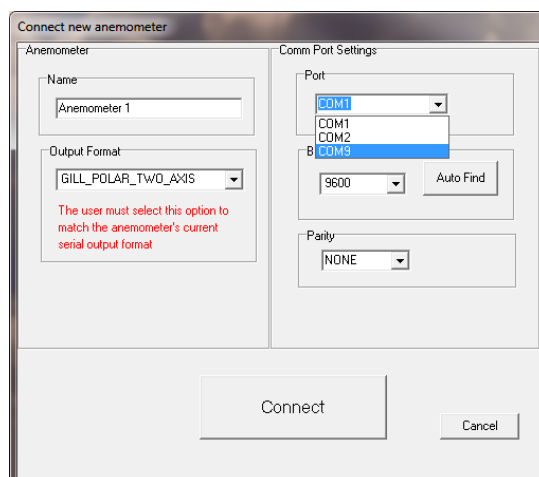 Connect new anemometer
Anemometer
Name
Anemometer 1
Output Format
GILL_POLAR_TWO_AXIS
The user must select this option to
match the anemometer's current
serial output format
Comm Port Settings
Port
COM1
COM1
COM2
COM9
B
9600
Auto Find
Parity
NONE
Connect
Cancel